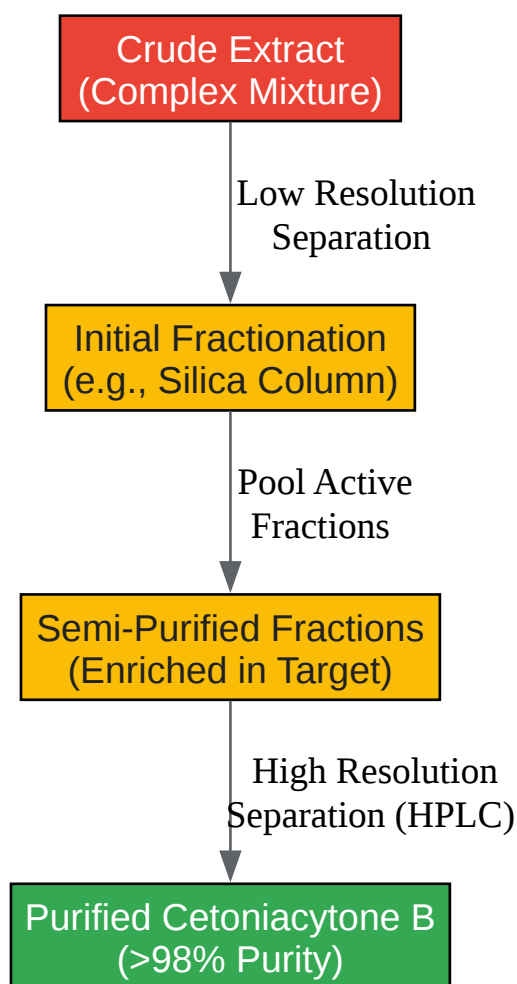 Crude Extract
(Complex Mixture)
Low Resolution
Separation
Initial Fractionation
(e.g., Silica Column)
Pool Active
Fractions
Semi-Purified Fractions
(Enriched in Target)
High Resolution
Separation (HPLC)
Purified Cetoniacytone B
(>98% Purity)